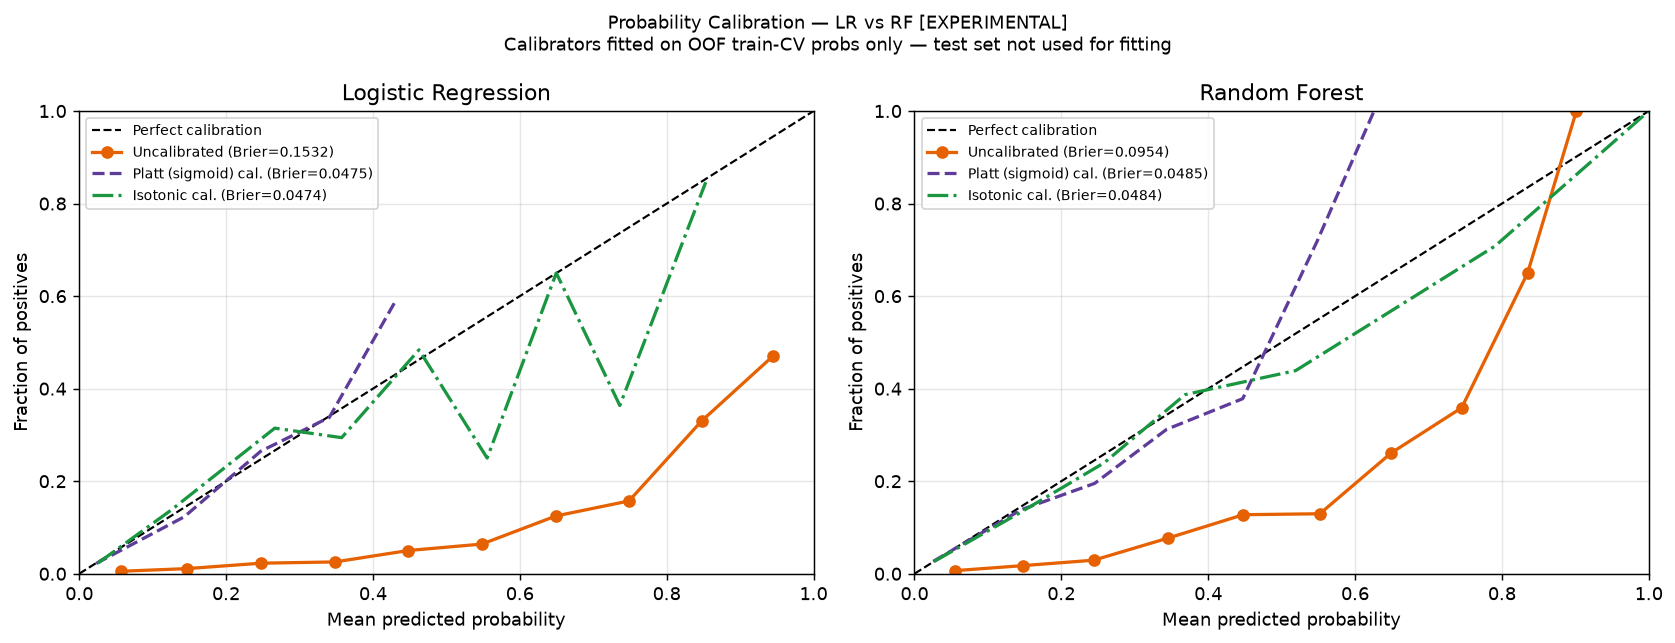 Probability Calibration — LR vs RF [EXPERIMENTAL]
Calibrators fitted on OOF train-CV probs only — test set not used for fitting
Logistic Regression
Perfect calibration
Uncalibrated (Brier=0.1532)
Platt (sigmoid) cal. (Brier=0.0475)
Isotonic cal. (Brier=0.0474)
1.0
0.8
0.6
0.4
0.2
0.0
0.0 0.2 0.4 0.6 0.8 1.0
Fraction of positives
Mean predicted probability
Random Forest
Perfect calibration
Uncalibrated (Brier=0.0954)
Platt (sigmoid) cal. (Brier=0.0485)
Isotonic cal. (Brier=0.0484)
1.0
0.8
0.6
0.4
0.2
0.0
0.0 0.2 0.4 0.6 0.8 1.0
Fraction of positives
Mean predicted probability